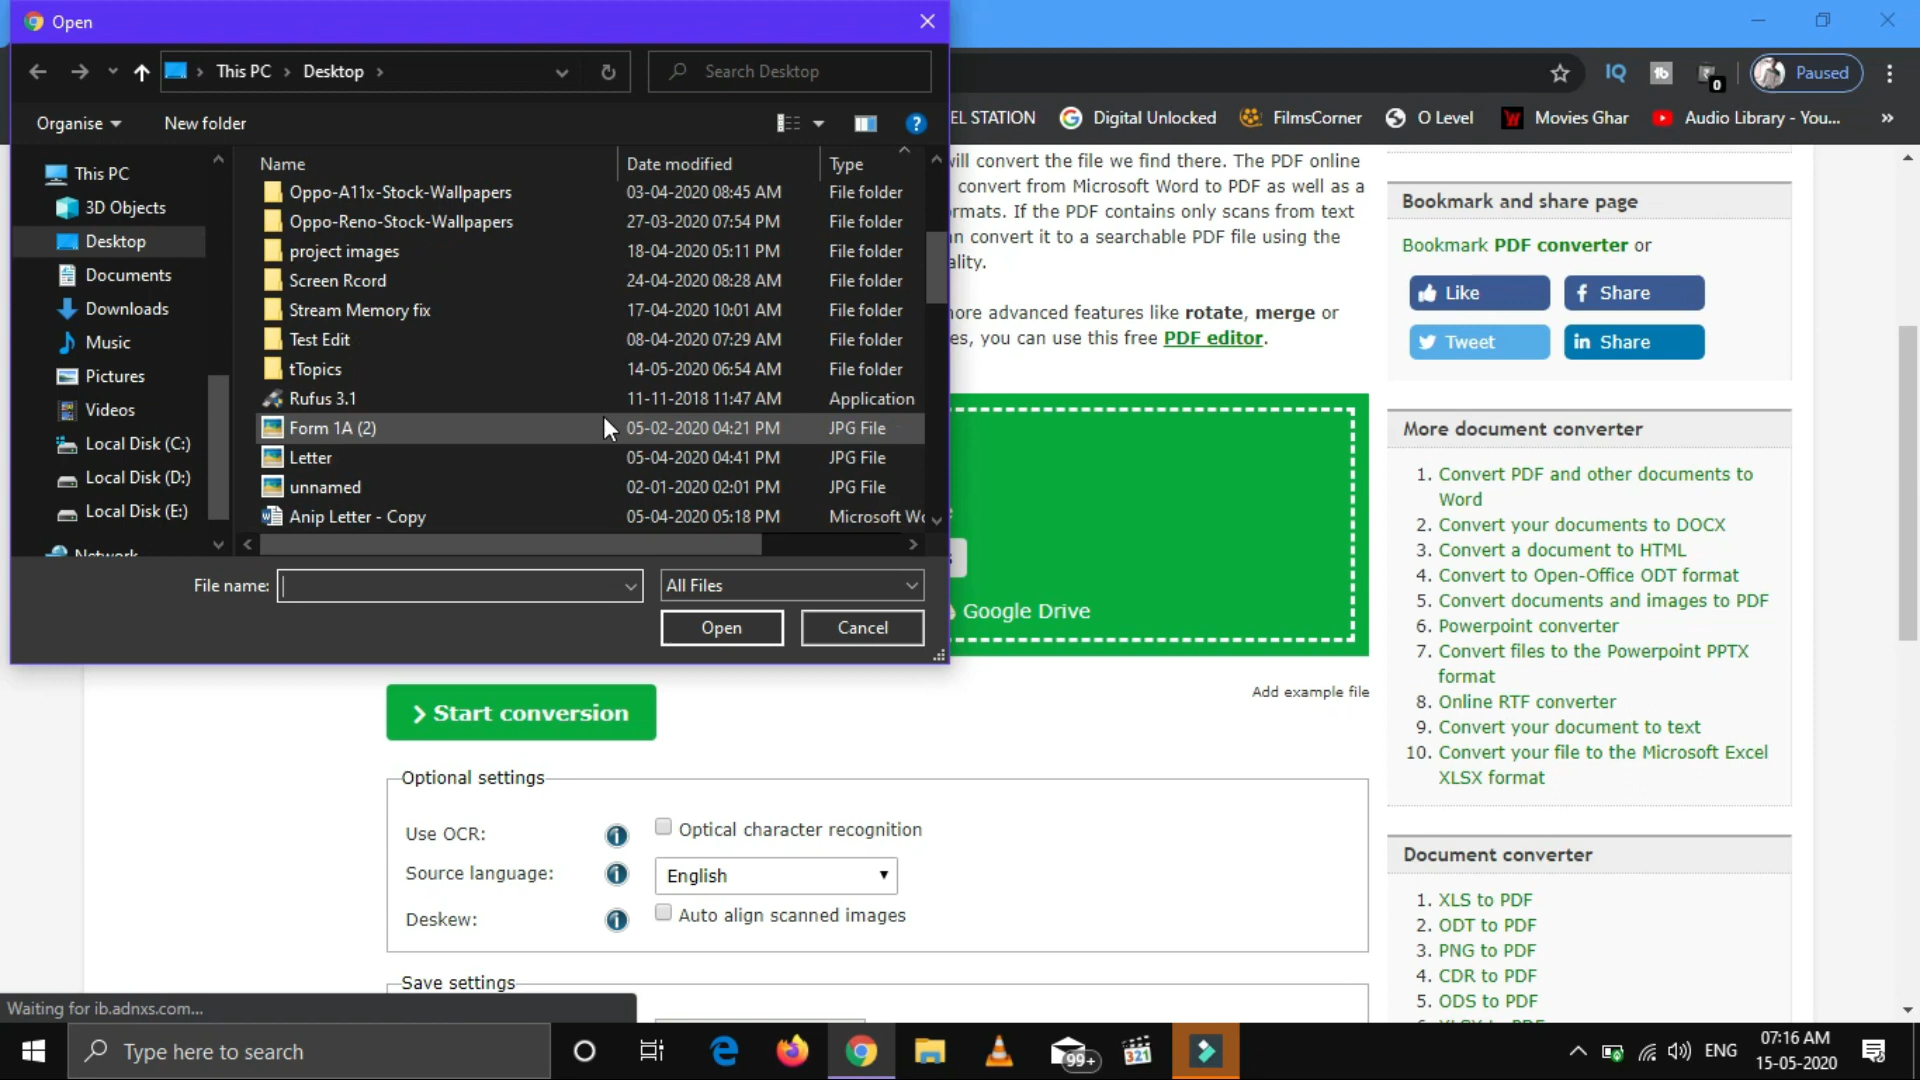 Open
This PC
Desktop
Search Desktop
Organise
New folder
?
This PC
3D Objects
Desktop
Documents
Downloads
Music
Pictures
Videos
Local Disk (C:)
Local Disk (D:)
Local Disk (E:)
Network
Name Date modified Type
Oppo-A11x-Stock-Wallpapers 03-04-2020 08:45 AM File folder
Oppo-Reno-Stock-Wallpapers 27-03-2020 07:54 PM File folder
project images 18-04-2020 05:11 PM File folder
Screen Rcord 24-04-2020 08:28 AM File folder
Stream Memory fix 17-04-2020 10:01 AM File folder
Test Edit 08-04-2020 07:29 AM File folder
tTopics 14-05-2020 06:54 AM File folder
Rufus 3.1 11-11-2018 11:47 AM Application
Form 1A (2) 05-02-2020 04:21 PM JPG File
Letter 05-04-2020 04:41 PM JPG File
unnamed 02-01-2020 02:01 PM JPG File
Anip Letter - Copy 05-04-2020 05:18 PM Microsoft Wo
File name:
All Files
Open
Cancel
IQ
tb
0
Paused
EL STATION
Digital Unlocked
FilmsCorner
O Level
Movies Ghar
Audio Library - You...
»
will convert the file we find there. The PDF online
convert from Microsoft Word to PDF as well as a
rmats. If the PDF contains only scans from text
n convert it to a searchable PDF file using the
ality.
ore advanced features like rotate, merge or
es, you can use this free PDF editor.
Google Drive
Add example file
Start conversion
Optional settings
Use OCR:
i
Optical character recognition
Source language:
i
English
Deskew:
i
Auto align scanned images
Save settings
Bookmark and share page
Bookmark PDF converter or
Like
f Share
Tweet
in Share
More document converter
1. Convert PDF and other documents to
Word
2. Convert your documents to DOCX
3. Convert a document to HTML
4. Convert to Open-Office ODT format
5. Convert documents and images to PDF
6. Powerpoint converter
7. Convert files to the Powerpoint PPTX
format
8. Online RTF converter
9. Convert your document to text
10. Convert your file to the Microsoft Excel
XLSX format
Document converter
1. XLS to PDF
2. ODT to PDF
3. PNG to PDF
4. CDR to PDF
5. ODS to PDF
Waiting for ib.adnxs.com...
Type here to search
99+
321
ENG
07:16 AM
15-05-2020